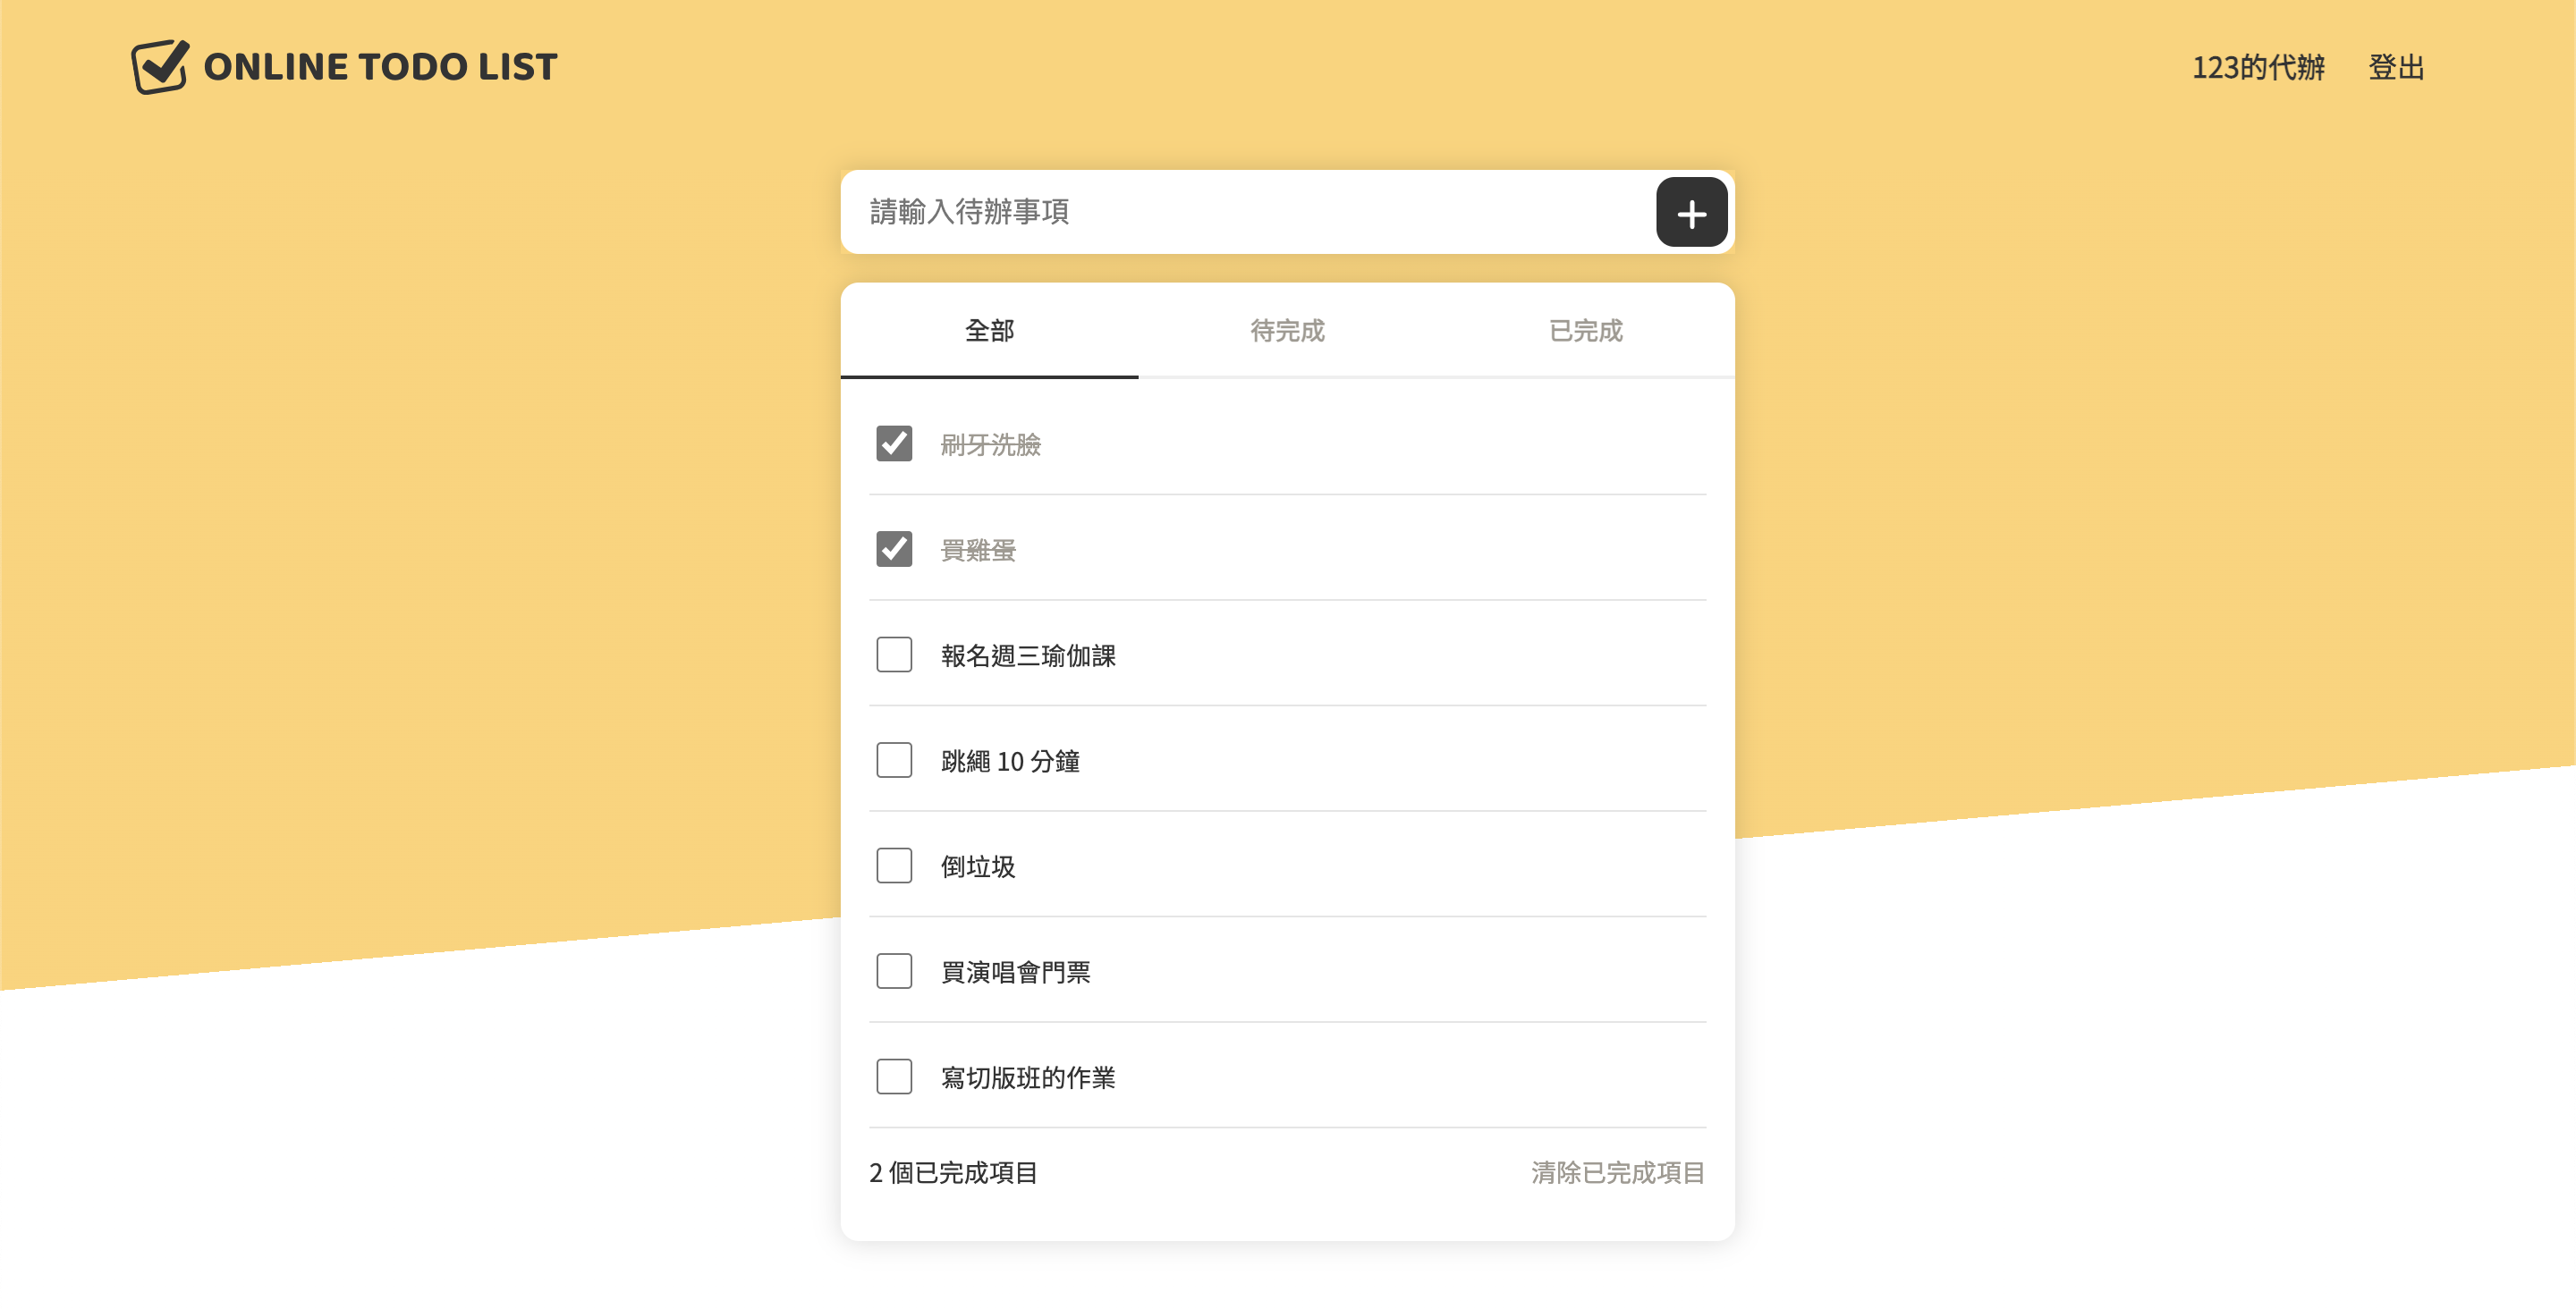 ONLINE TODO LIST
123的代辦 登出
請輸入待辦事項
全部 待完成 已完成
刷牙洗臉
買雞蛋
報名週三瑜伽課
跳繩 10 分鐘
倒垃圾
買演唱會門票
寫切版班的作業
2 個已完成項目 清除已完成項目